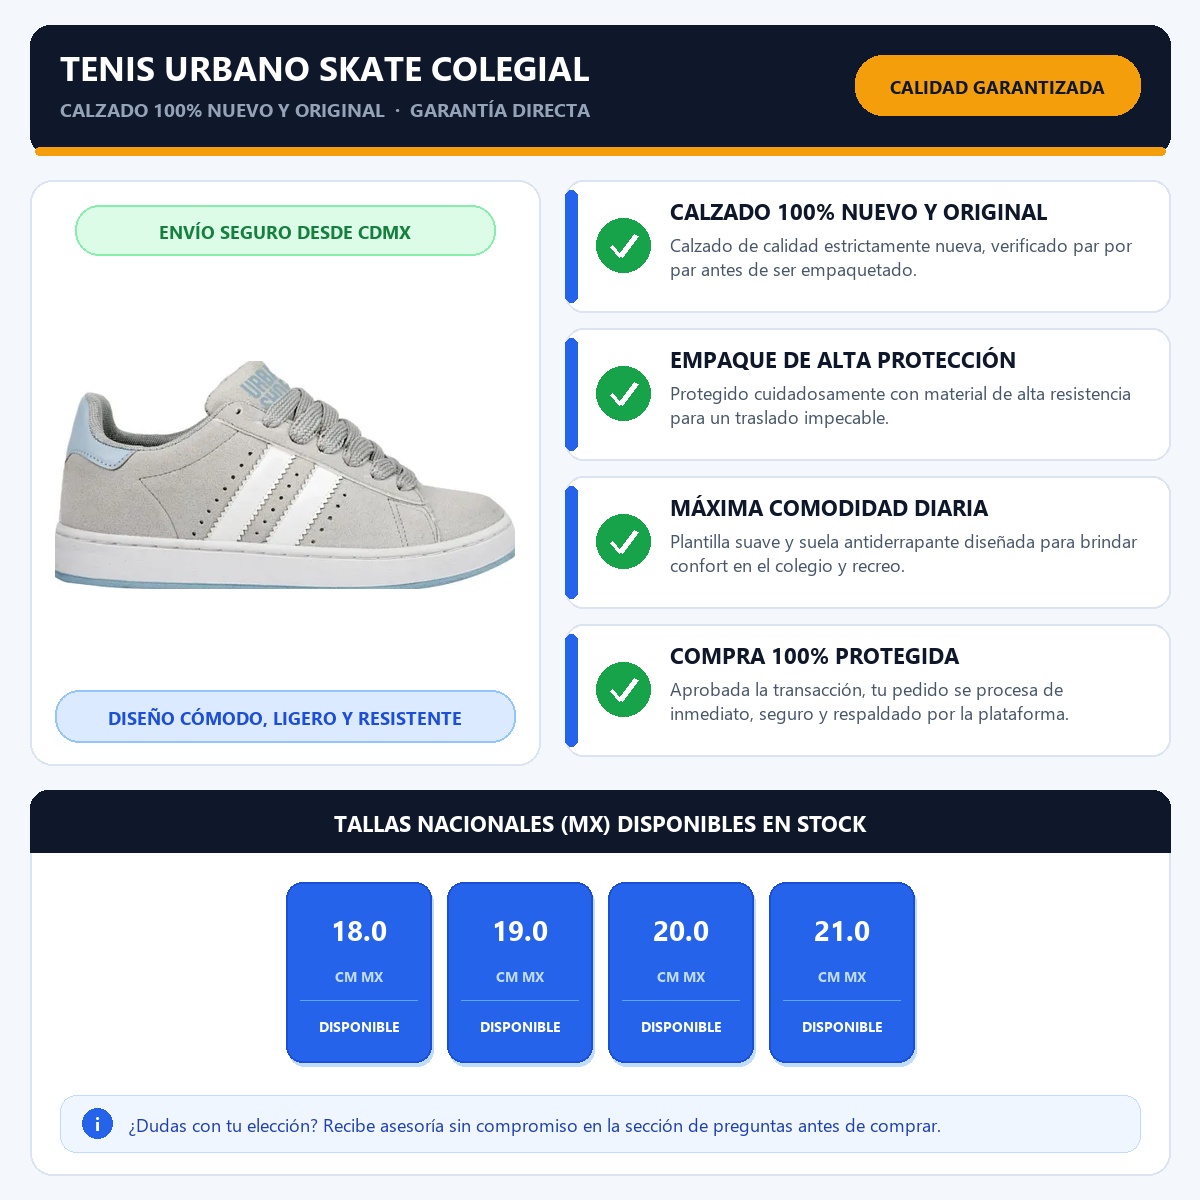 TENIS URBANO SKATE COLEGIAL
CALZADO 100% NUEVO Y ORIGINAL · GARANTÍA DIRECTA
CALIDAD GARANTIZADA
ENVÍO SEGURO DESDE CDMX
DISEÑO CÓMODO, LIGERO Y RESISTENTE
CALZADO 100% NUEVO Y ORIGINAL
Calzado de calidad estrictamente nueva, verificado par por
par antes de ser empaquetado.
EMPAQUE DE ALTA PROTECCIÓN
Protegido cuidadosamente con material de alta resistencia
para un traslado impecable.
MÁXIMA COMODIDAD DIARIA
Plantilla suave y suela antiderrapante diseñada para brindar
confort en el colegio y recreo.
COMPRA 100% PROTEGIDA
Aprobada la transacción, tu pedido se procesa de
inmediato, seguro y respaldado por la plataforma.
TALLAS NACIONALES (MX) DISPONIBLES EN STOCK
18.0
CM MX
DISPONIBLE
19.0
CM MX
DISPONIBLE
20.0
CM MX
DISPONIBLE
21.0
CM MX
DISPONIBLE
¿Dudas con tu elección? Recibe asesoría sin compromiso en la sección de preguntas antes de comprar.